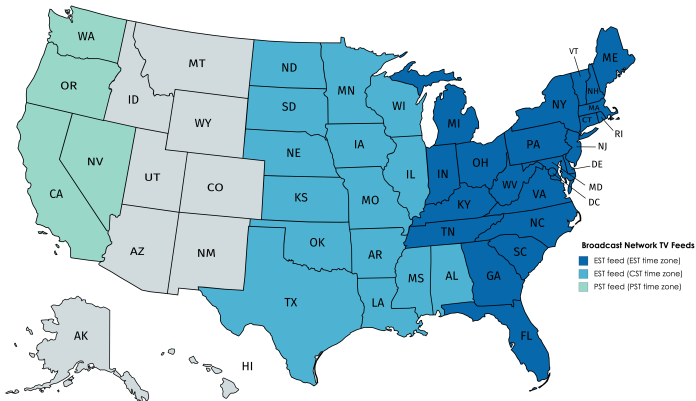 WA
MT
ND
OR
ID
MN
SD
WY
WI
MI
VT
ME
NH
NY
MA
CT
RI
NV
UT
CO
NE
IA
IL
IN
OH
PA
NJ
DE
MD
DC
CA
KS
MO
KY
WV
VA
AZ
NM
OK
AR
TN
NC
SC
TX
LA
MS
AL
GA
FL
AK
HI
Broadcast Network TV Feeds
EST feed (EST time zone)
EST feed (CST time zone)
PST feed (PST time zone)